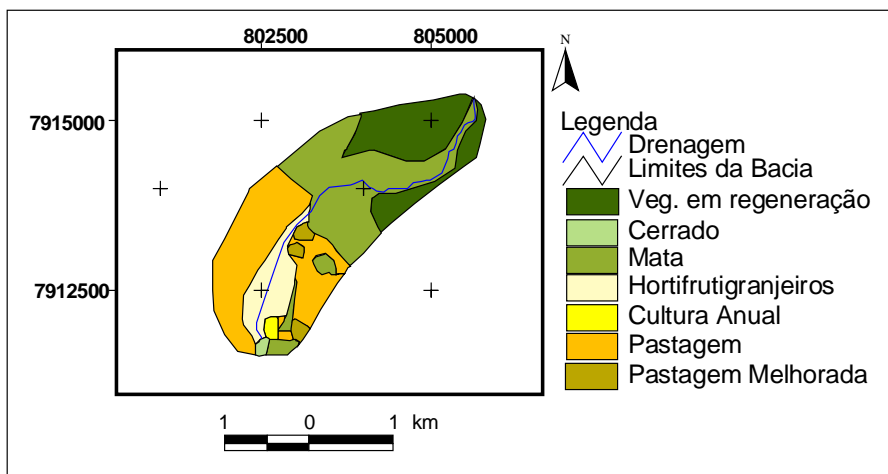 802500 805000
N
7915000
7912500
Legenda
Drenagem
Limites da Bacia
Veg. em regeneração
Cerrado
Mata
Hortifrutigranjeiros
Cultura Anual
Pastagem
Pastagem Melhorada
1 0 1 km